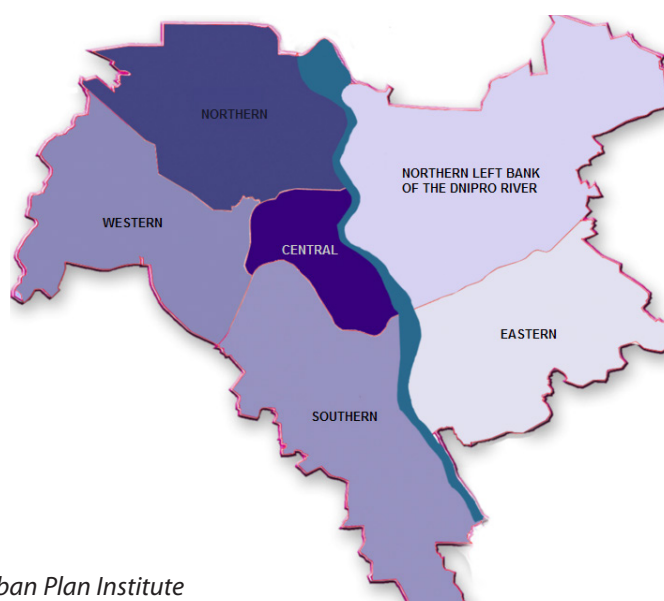 NORTHERN
NORTHERN LEFT BANK
OF THE DNIPRO RIVER
WESTERN
CENTRAL
EASTERN
SOUTHERN
ban Plan Institute